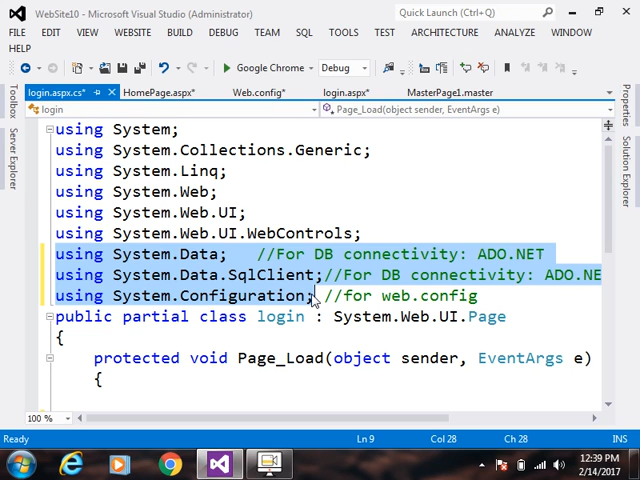 WebSite10 - Microsoft Visual Studio (Administrator)
Quick Launch (Ctrl+Q)
FILE EDIT VIEW WEBSITE BUILD DEBUG TEAM SQL TOOLS TEST ARCHITECTURE ANALYZE WINDOW
HELP
Google Chrome Debug
login.aspx.cs* HomePage.aspx* Web.config* login.aspx* MasterPage1.master
login Page_Load(object sender, EventArgs e)
Toolbox
Server Explorer
Properties
Solution Explorer
using System;
using System.Collections.Generic;
using System.Linq;
using System.Web;
using System.Web.UI;
using System.Web.UI.WebControls;
using System.Data; //For DB connectivity: ADO.NET
using System.Data.SqlClient;//For DB connectivity: ADO.NE
using System.Configuration; //for web.config
public partial class login : System.Web.UI.Page
{
protected void Page_Load(object sender, EventArgs e)
{
100 %
Ready Ln 9 Col 28 Ch 28 INS
12:39 PM
2/14/2017